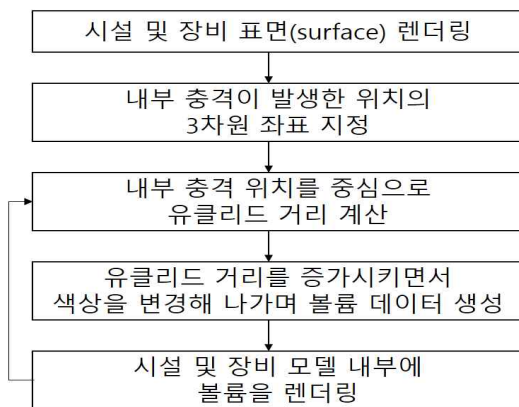 시설 및 장비 표면(surface) 렌더링
내부 충격이 발생한 위치의
3차원 좌표 지정
내부 충격 위치를 중심으로
유클리드 거리 계산
유클리드 거리를 증가시키면서
색상을 변경해 나가며 볼륨 데이터 생성
시설 및 장비 모델 내부에
볼륨을 렌더링